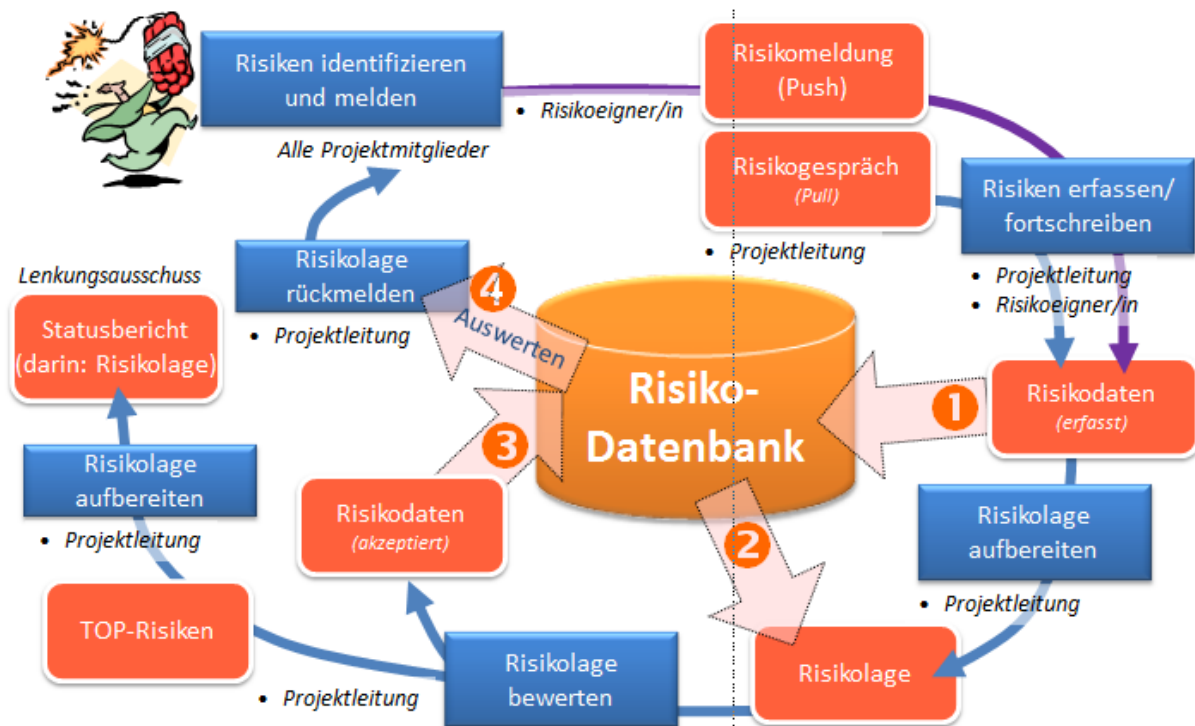 Risiken identifizieren
und melden
• Risikoeigner/in
Alle Projektmitglieder
Risikomeldung
(Push)
Risikogespräch
(Pull)
• Projektleitung
Risiken erfassen/
fortschreiben
• Projektleitung
• Risikoeigner/in
Risikodaten
(erfasst)
1
Risikolage
aufbereiten
• Projektleitung
Risiko-
Datenbank
2
Risikolage
Risikolage
bewerten
• Projektleitung
Risikodaten
(akzeptiert)
3
4
Auswerten
Risikolage
rückmelden
• Projektleitung
TOP-Risiken
Risikolage
aufbereiten
• Projektleitung
Lenkungsausschuss
Statusbericht
(darin: Risikolage)